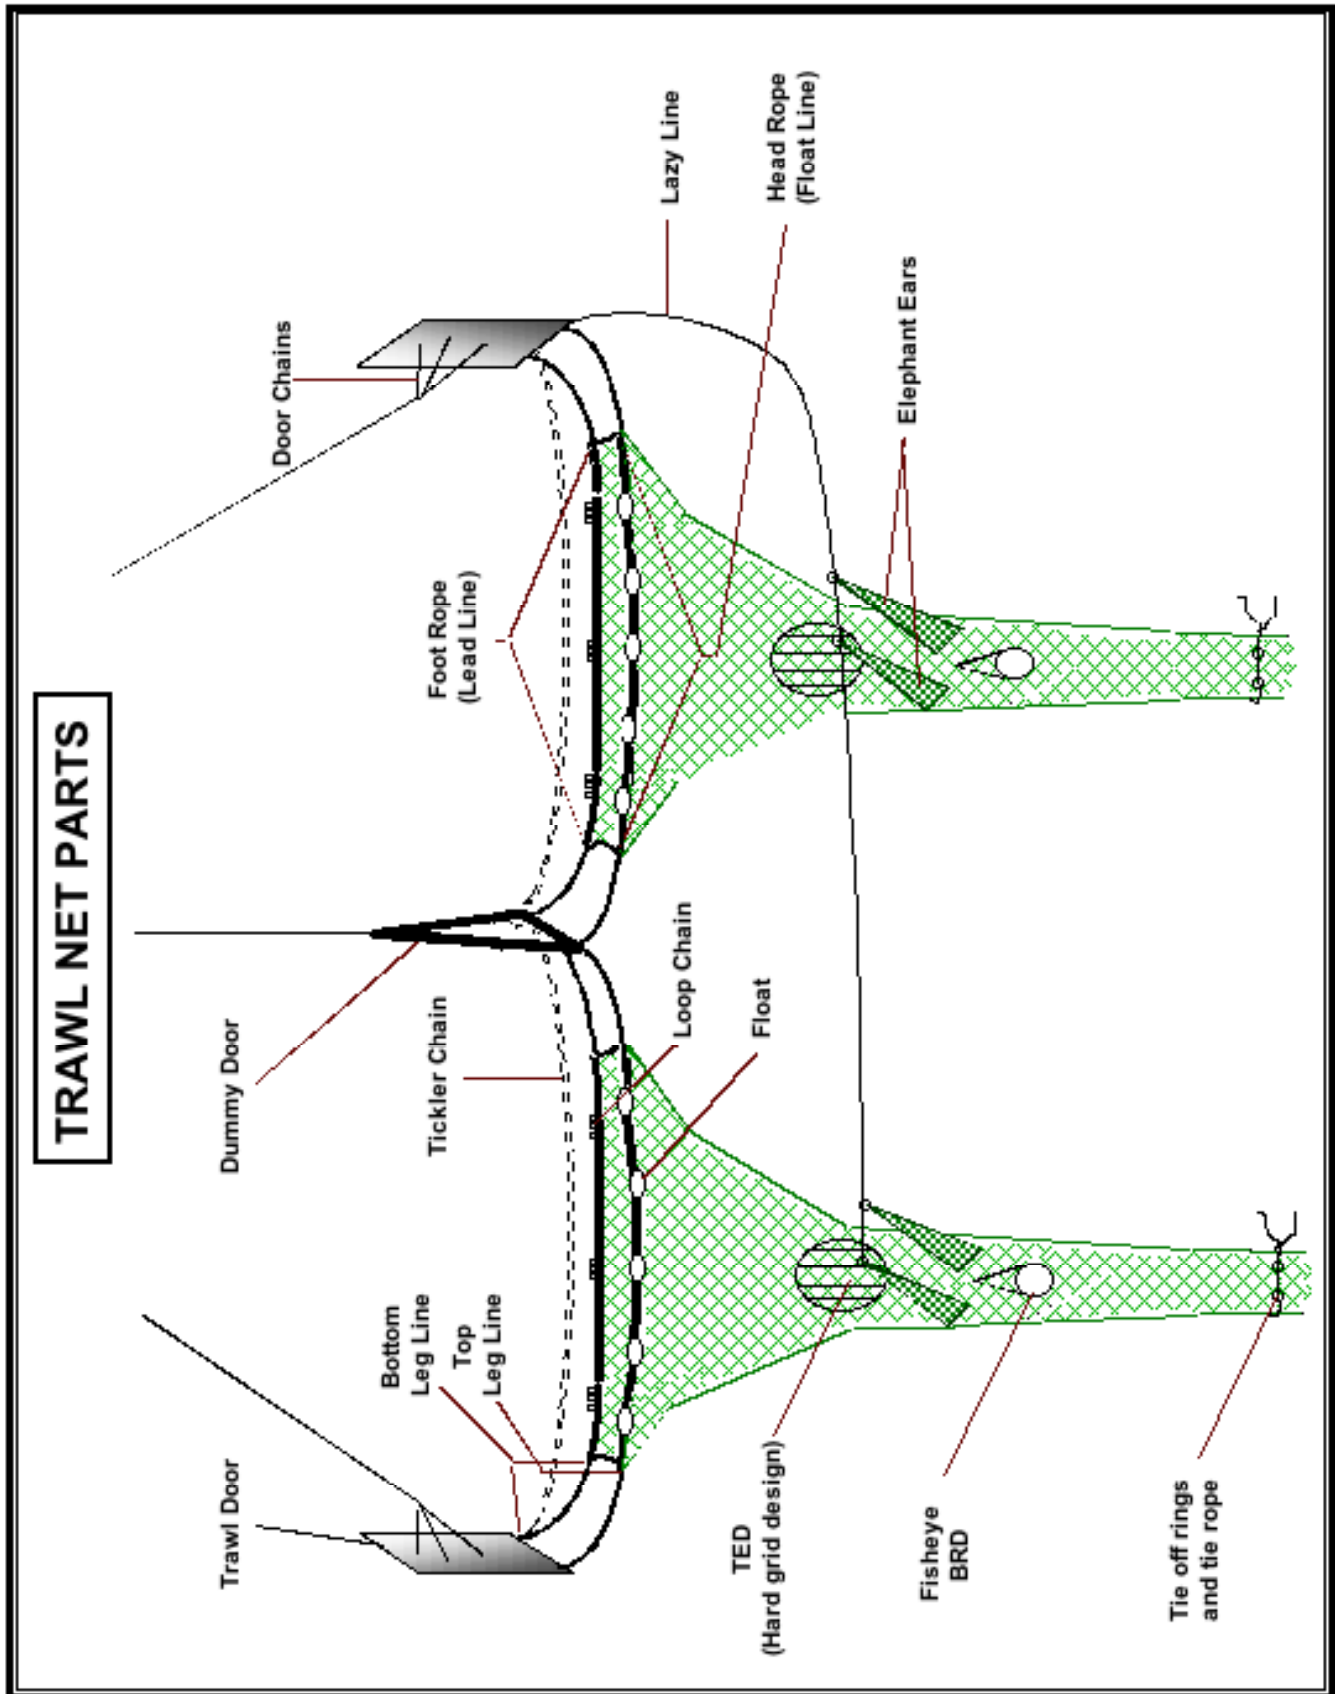 TRAWL NET PARTS
Trawl Door
Dummy Door
Door Chains
Bottom
Leg Line
Top
Leg Line
Tickler Chain
Foot Rope
(Lead Line)
Lazy Line
Loop Chain
Float
Head Rope
(Float Line)
TED
(Hard grid design)
Elephant Ears
Fisheye
BRD
Tie off rings
and tie rope